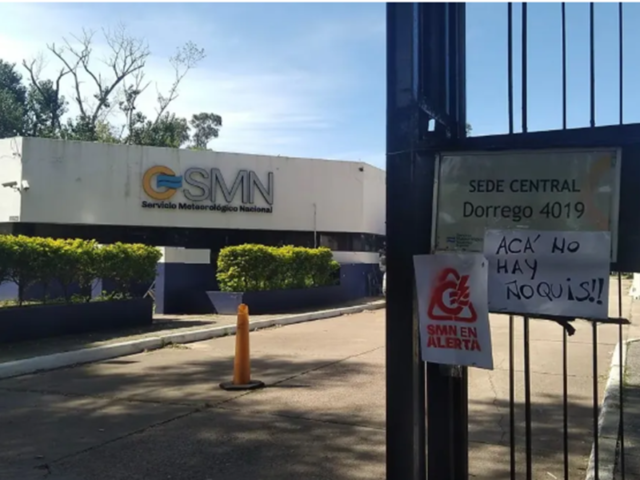 SMN
Servicio Meteorológico Nacional
SEDE CENTRAL
Dorrego 4019
ACÁ NO
HAY
ÑOQUIS!!
SMN EN
ALERTA